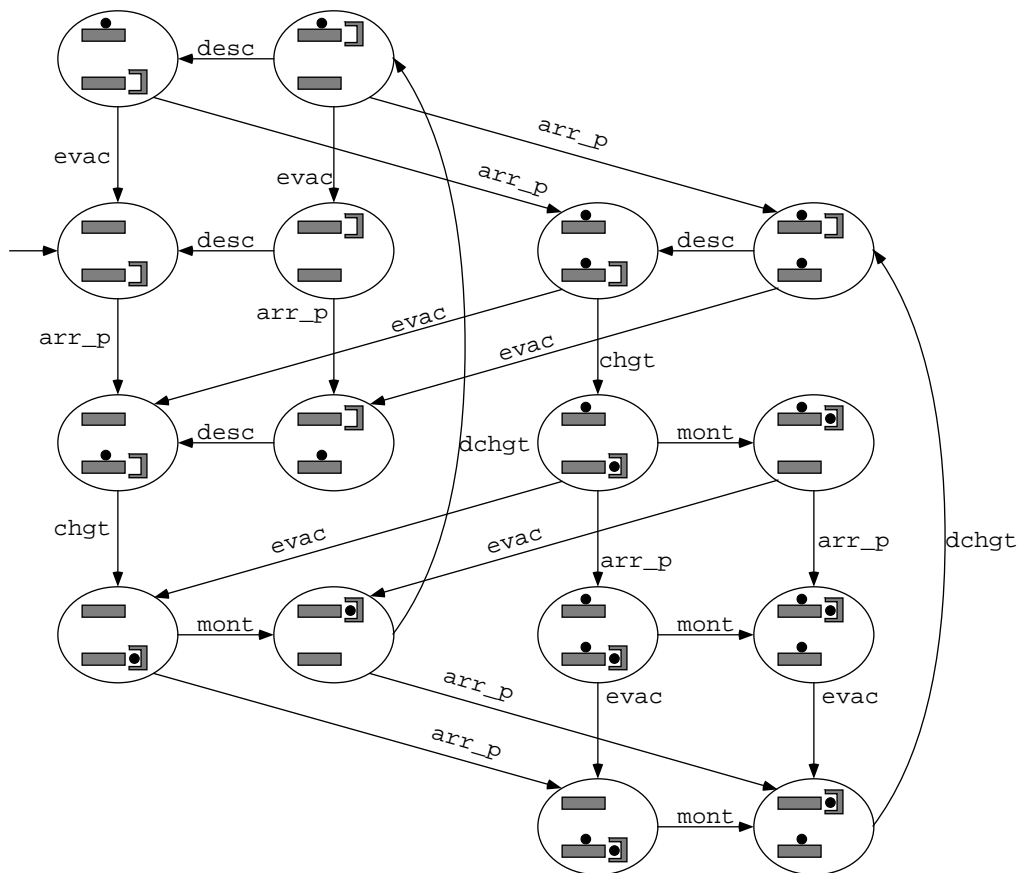 desc
arr_p
evac
evac
arr_p
desc
desc
arr_p
arr_p
evac
evac
chgt
desc
dchgt
mont
chgt
evac
evac
arr_p
arr_p
dchgt
mont
mont
arr_p
evac
evac
arr_p
mont